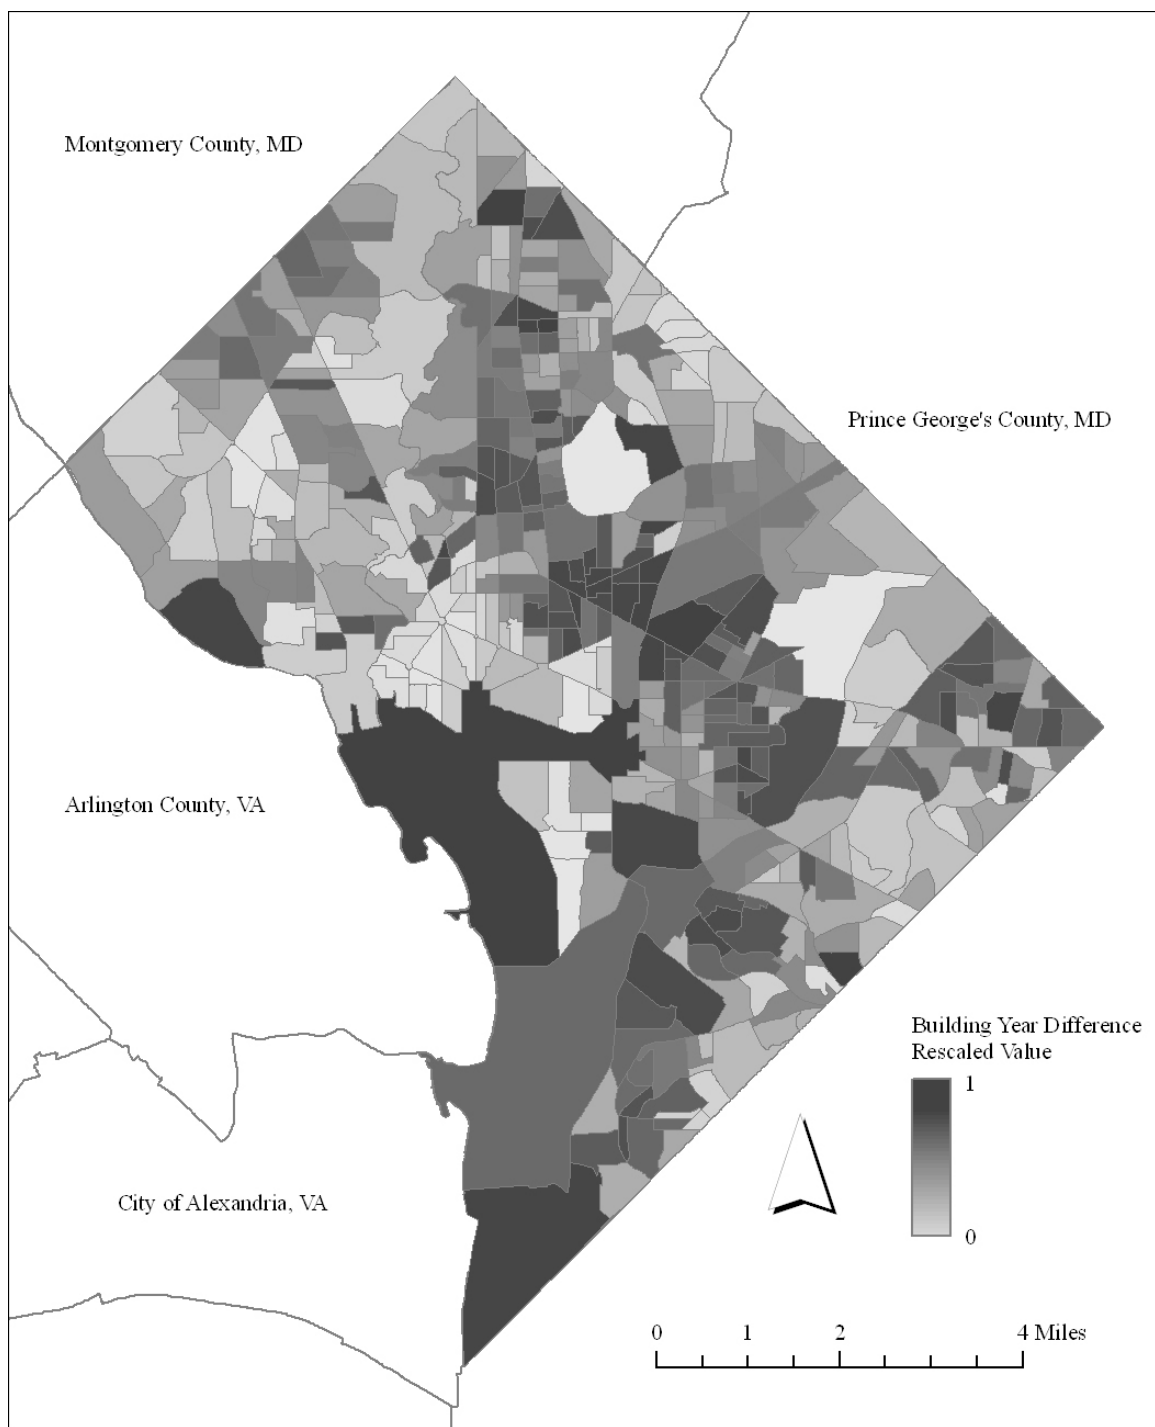 Montgomery County, MD
Prince George's County, MD
Arlington County, VA
Building Year Difference
Rescaled Value
1
0
City of Alexandria, VA
0 1 2 4 Miles